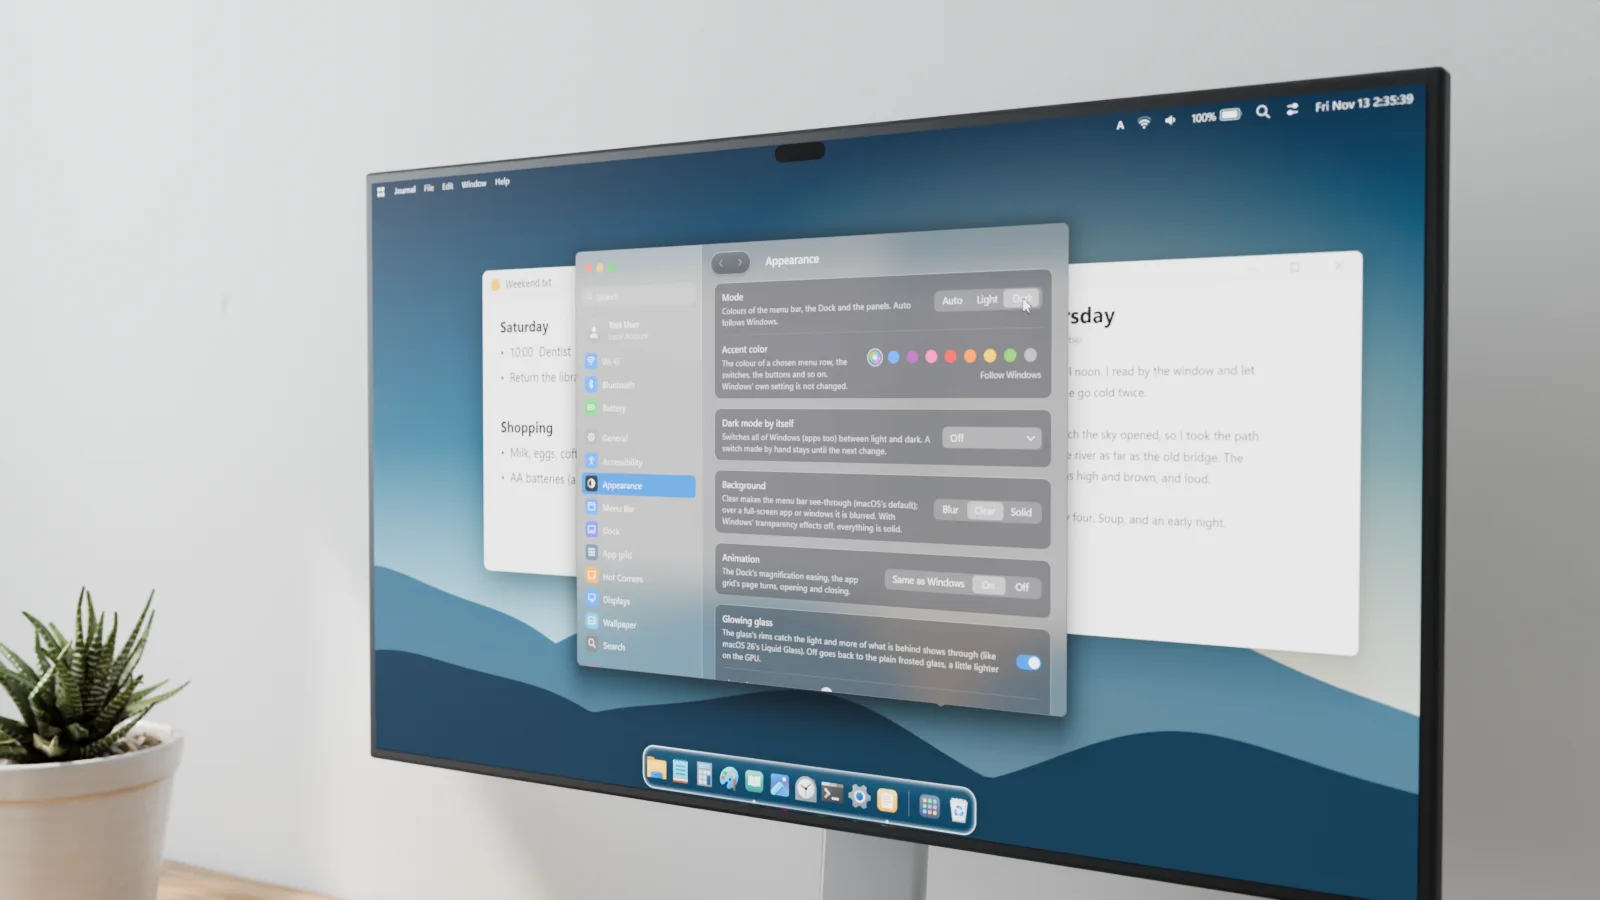 Journal File Edit Window Help
A 100% Fri Nov 13 2:35:39
Weekend.txt
Saturday
• 10:00 Dentist
• Return the libra
Shopping
• Milk, eggs, coff
• AA batteries (a
Search
Task User
Local Account
Wi-Fi
Bluetooth
Battery
General
Accessibility
Appearance
Menu Bar
Dock
App grid
Hot Corners
Displays
Wallpaper
Search
Appearance
Mode
Colours of the menu bar, the Dock and the panels. Auto
follows Windows.
Auto Light Dark
Accent color
The colour of a chosen menu row, the
switches, the buttons and so on.
Windows' own setting is not changed.
Follow Windows
Dark mode by itself
Switches all of Windows (apps too) between light and dark. A
switch made by hand stays until the next change.
Off
Background
Clear makes the menu bar see-through (macOS's default);
over a full-screen app or windows it is blurred. With
Windows' transparency effects off, everything is solid.
Blur Clear Solid
Animation
The Dock's magnification easing, the app
grid's page turns, opening and closing.
Same as Windows On Off
Glowing glass
The glass's rims catch the light and more of what is behind shows through (like
macOS 26's Liquid Glass). Off goes back to the plain frosted glass, a little lighter
on the GPU.
rsday
ber
l noon. I read by the window and let
e go cold twice.
ch the sky opened, so I took the path
e river as far as the old bridge. The
s high and brown, and loud.
y four. Soup, and an early night.